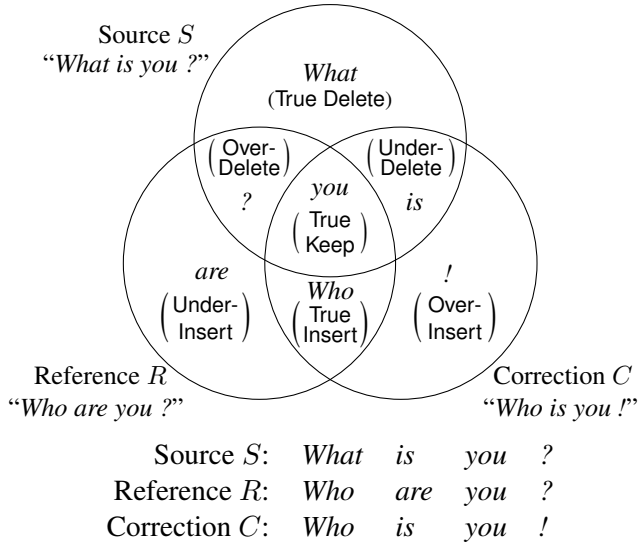 Source S
“What is you ?”
What
(True Delete)
(Over-
Delete)
?
(Under-
Delete)
is
you
(True
Keep)
are
(Under-
Insert)
Who
(True
Insert)
!
(Over-
Insert)
Reference R
“Who are you ?”
Correction C
“Who is you !”
Source S: What is you ?
Reference R: Who are you ?
Correction C: Who is you !